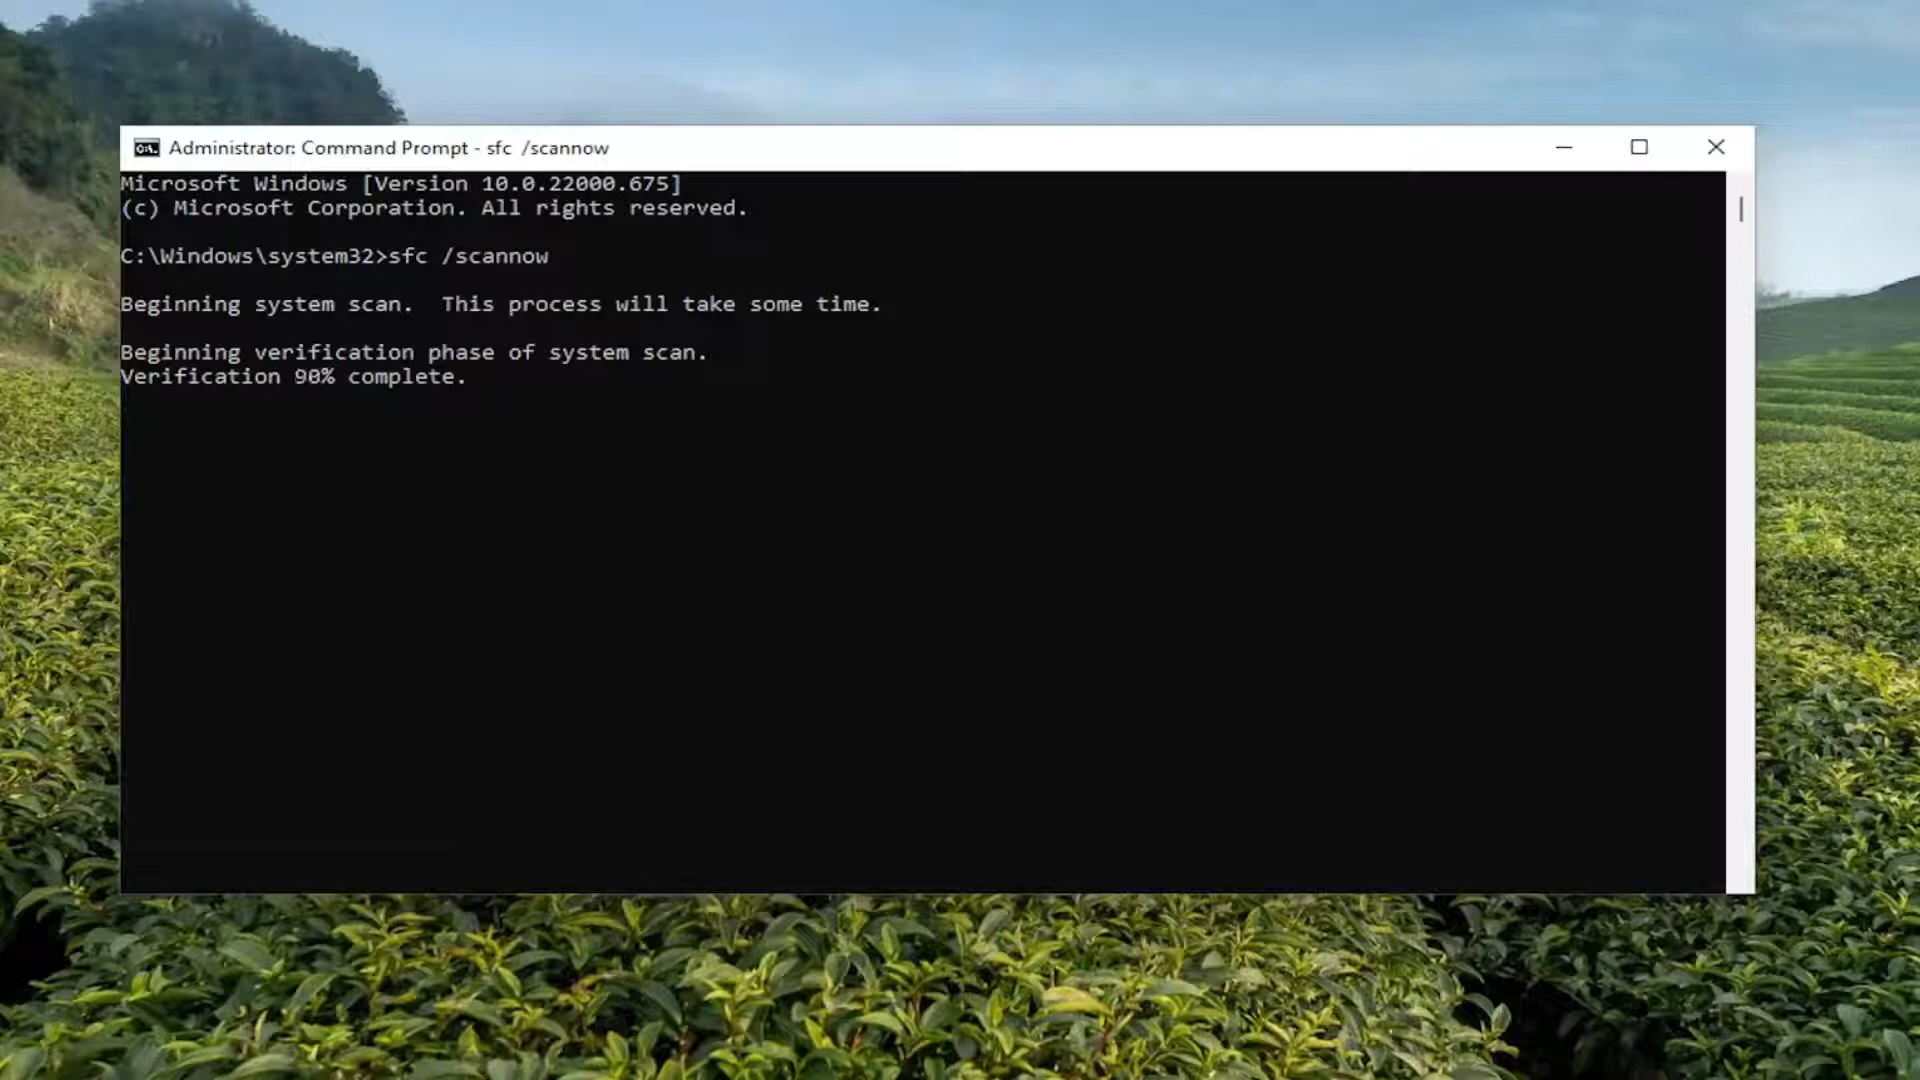 Administrator: Command Prompt - sfc  /scannow
Microsoft Windows [Version 10.0.22000.675]
(c) Microsoft Corporation. All rights reserved.
C:\Windows\system32>sfc /scannow
Beginning system scan.  This process will take some time.
Beginning verification phase of system scan.
Verification 90% complete.